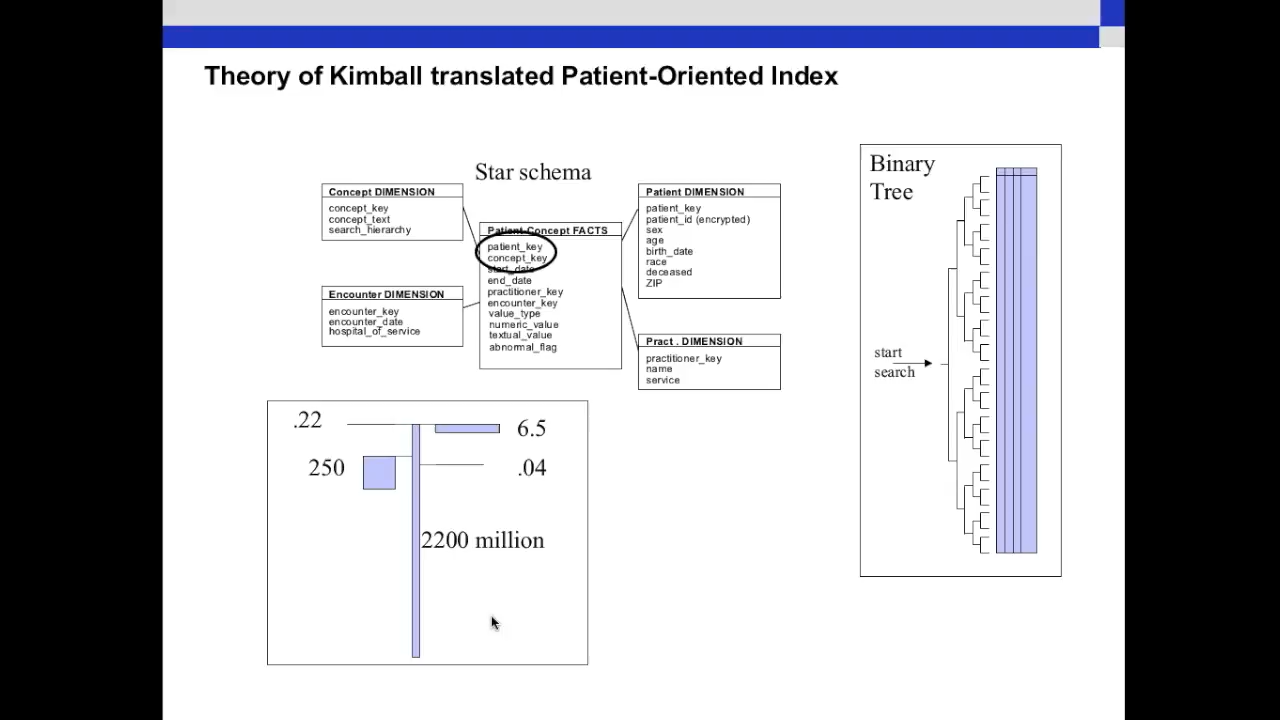 Theory of Kimball translated Patient-Oriented Index
Star schema
Concept DIMENSION
concept_key
concept_text
search_hierarchy
Encounter DIMENSION
encounter_key
encounter_date
hospital_of_service
Patient-Concept FACTS
patient_key
concept_key
start_date
end_date
practitioner_key
encounter_key
value_type
numeric_value
textual_value
abnormal_flag
Patient DIMENSION
patient_key
patient_id (encrypted)
sex
age
birth_date
race
deceased
ZIP
Pract . DIMENSION
practitioner_key
name
service
.22
6.5
250
.04
2200 million
Binary
Tree
start
search